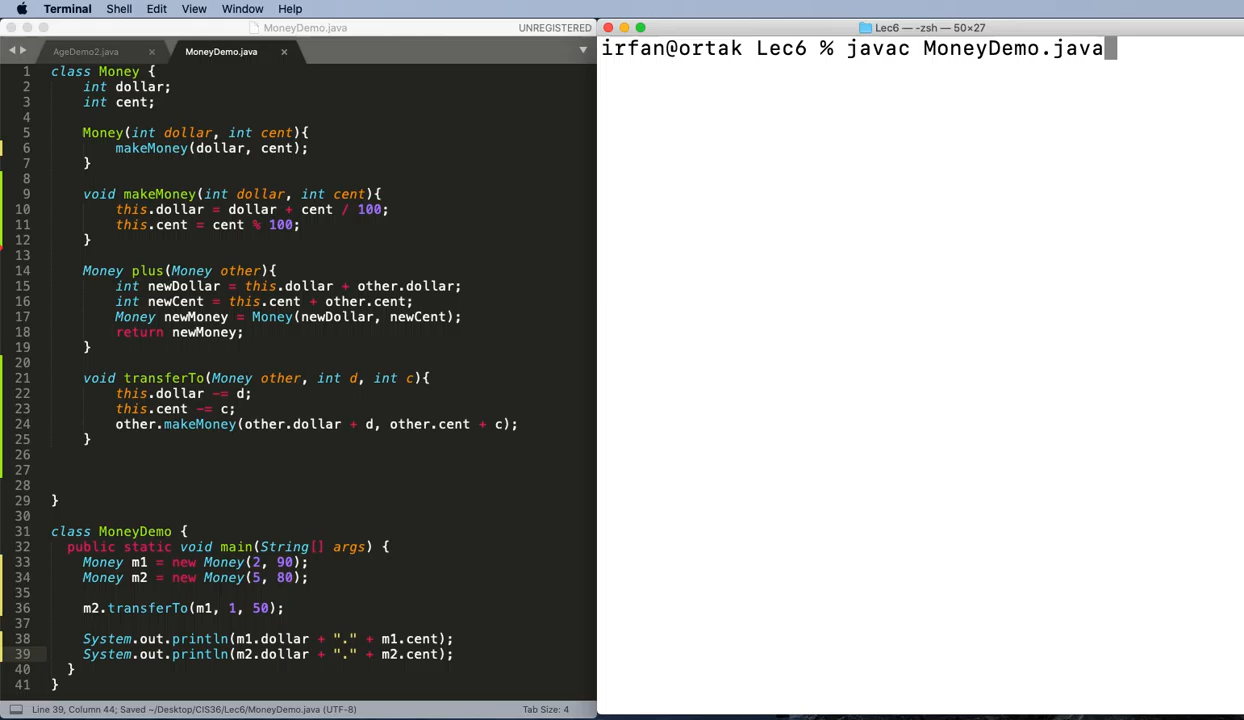 Terminal Shell Edit View Window Help
MoneyDemo.java UNREGISTERED
AgeDemo2.java × MoneyDemo.java ×
1 class Money {
2 int dollar;
3 int cent;
4
5 Money(int dollar, int cent){
6 makeMoney(dollar, cent);
7 }
8
9 void makeMoney(int dollar, int cent){
10 this.dollar = dollar + cent / 100;
11 this.cent = cent % 100;
12 }
13
14 Money plus(Money other){
15 int newDollar = this.dollar + other.dollar;
16 int newCent = this.cent + other.cent;
17 Money newMoney = Money(newDollar, newCent);
18 return newMoney;
19 }
20
21 void transferTo(Money other, int d, int c){
22 this.dollar -= d;
23 this.cent -= c;
24 other.makeMoney(other.dollar + d, other.cent + c);
25 }
26
27
28
29 }
30
31 class MoneyDemo {
32 public static void main(String[] args) {
33 Money m1 = new Money(2, 90);
34 Money m2 = new Money(5, 80);
35
36 m2.transferTo(m1, 1, 50);
37
38 System.out.println(m1.dollar + "." + m1.cent);
39 System.out.println(m2.dollar + "." + m2.cent);
40 }
41 }
Line 39, Column 44; Saved ~/Desktop/CIS36/Lec6/MoneyDemo.java (UTF-8) Tab Size: 4
Lec6 — -zsh — 50×27
irfan@ortak Lec6 % javac MoneyDemo.java